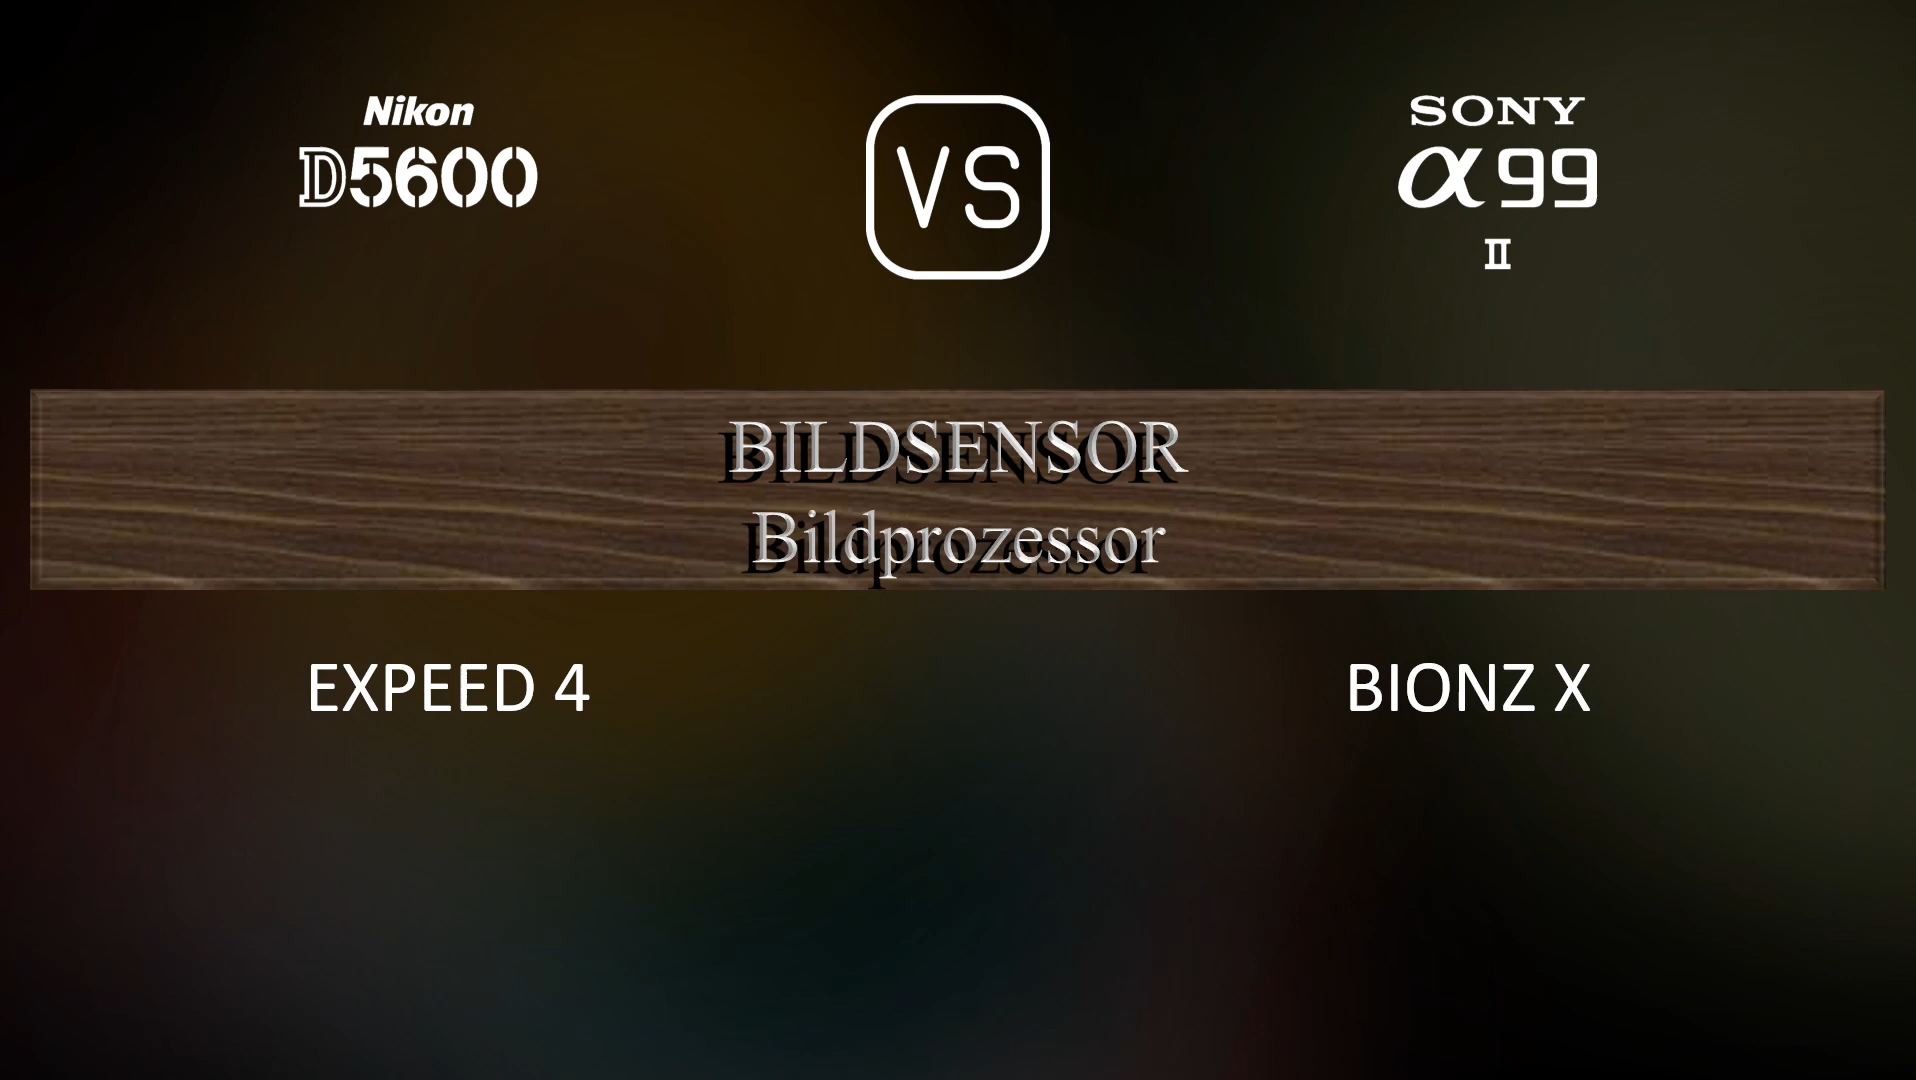 Nikon
D5600
VS
SONY
α99
II
BILDSENSOR
Bildprozessor
EXPEED 4
BIONZ X